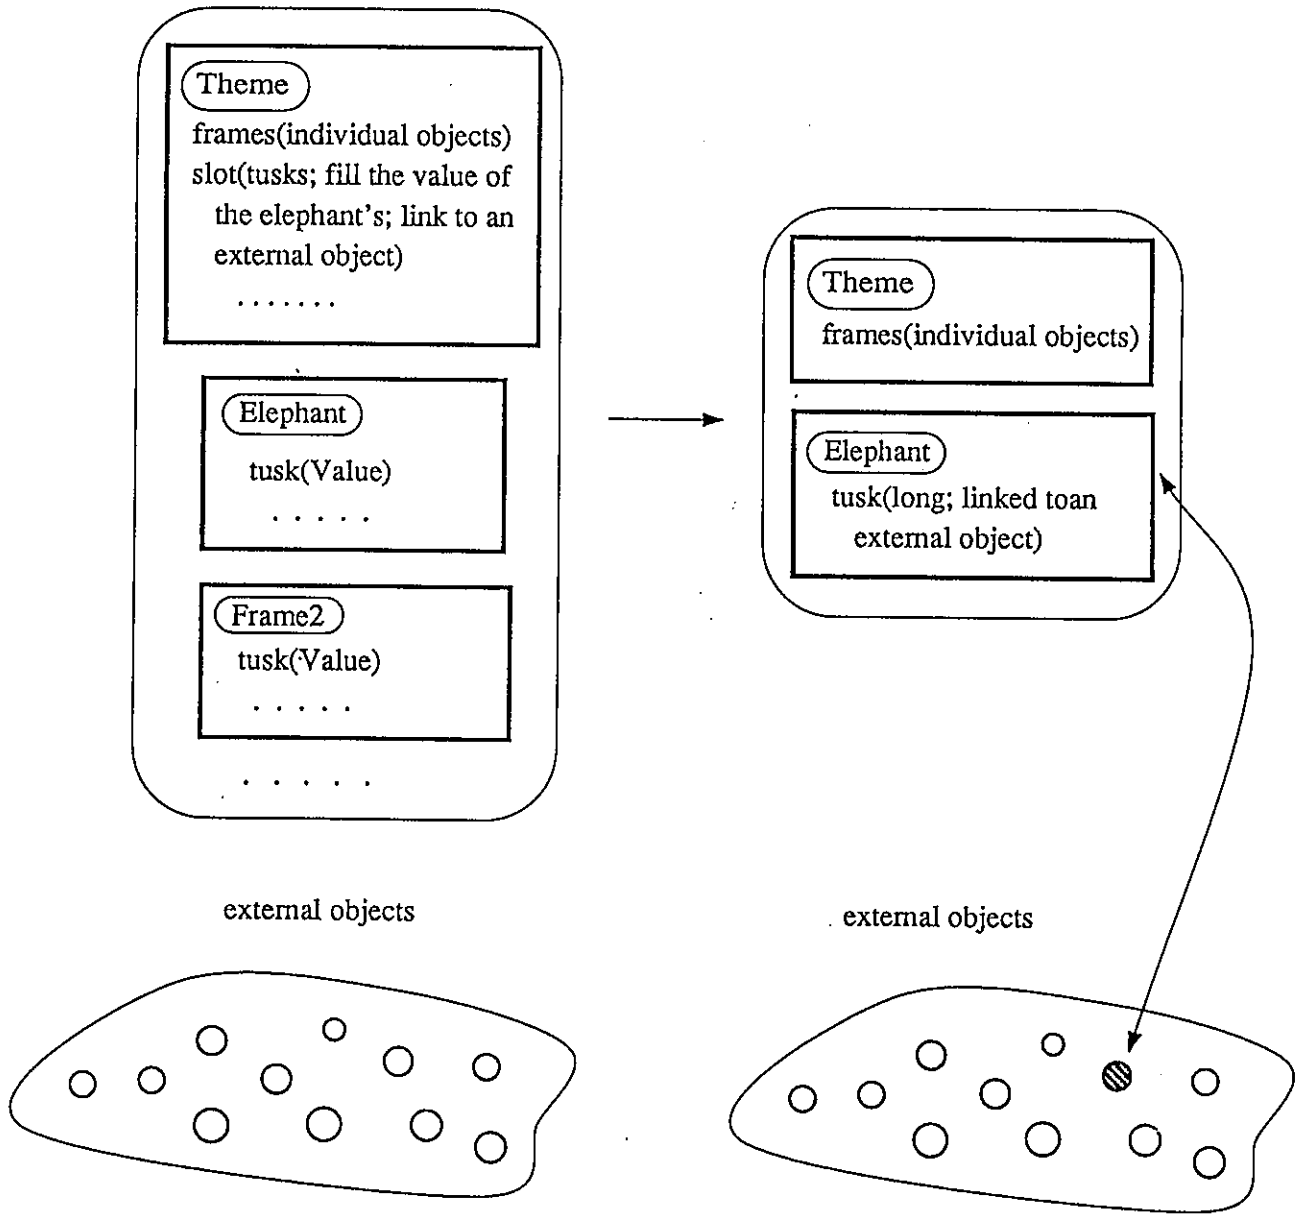 Theme
frames(individual objects)
slot(tusks; fill the value of
the elephant's; link to an
external object)
.......
Elephant
tusk(Value)
.....
Frame2
tusk(Value)
.....
.....
Theme
frames(individual objects)
Elephant
tusk(long; linked toan
external object)
external objects
external objects